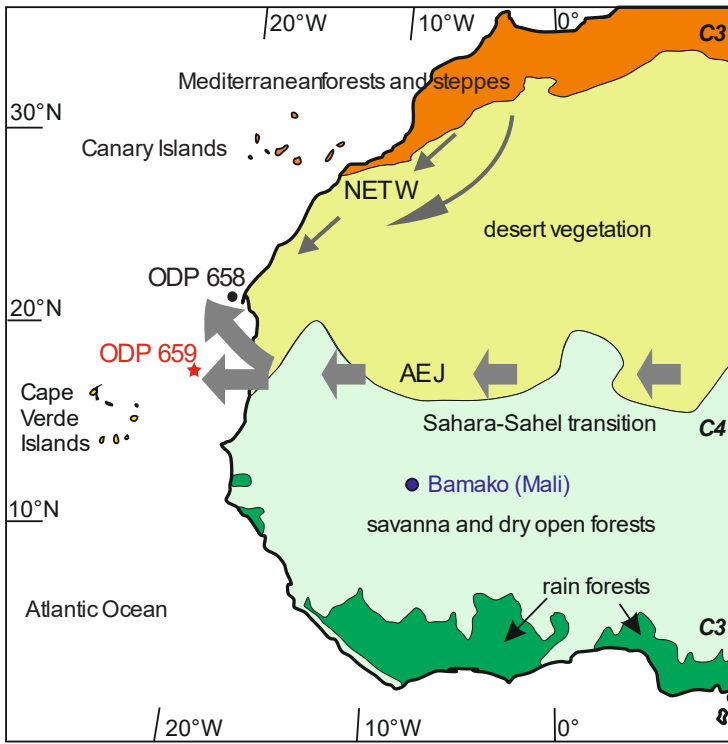 20°W 10°W 0°
C3
Mediterraneanforests and steppes
30°N
Canary Islands
NETW
desert vegetation
ODP 658
20°N
ODP 659
AEJ
Cape
Verde
Islands
Sahara-Sahel transition
C4
Bamako (Mali)
10°N
savanna and dry open forests
rain forests
Atlantic Ocean
C3
20°W 10°W 0°